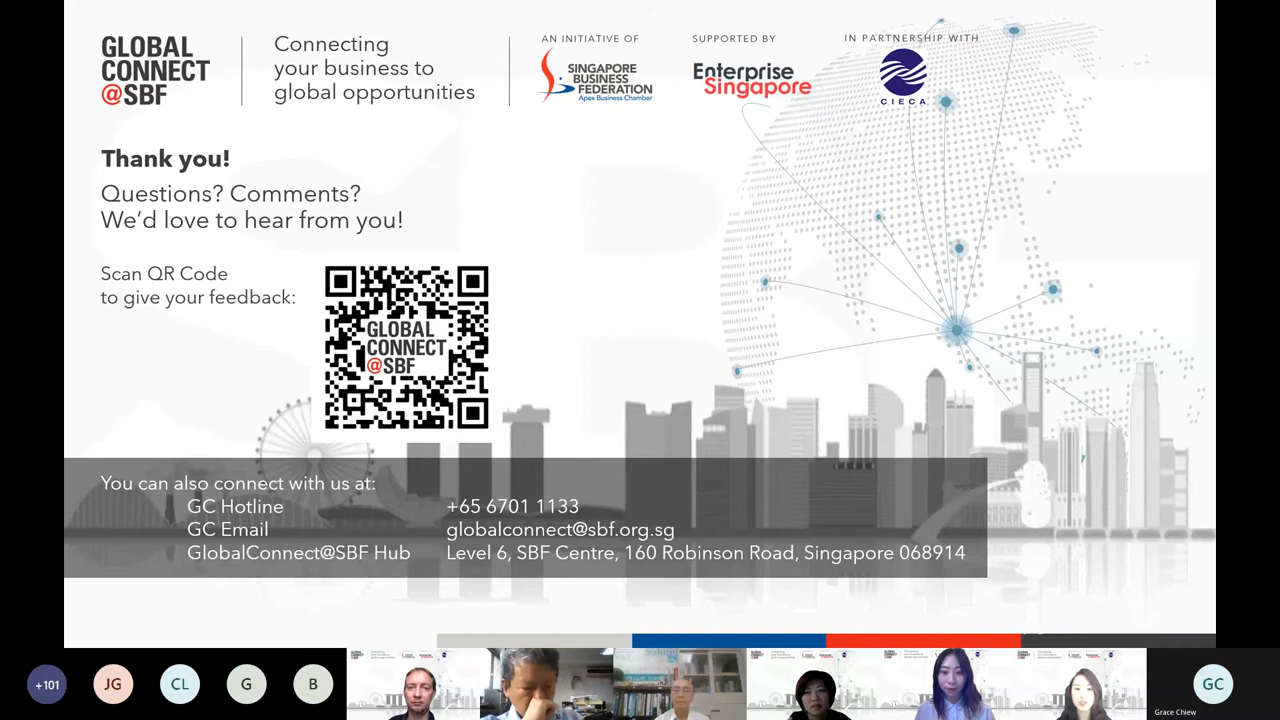 GLOBAL
CONNECT
@SBF
Connecting
your business to
global opportunities
AN INITIATIVE OF
SINGAPORE
BUSINESS
FEDERATION
Apex Business Chamber
SUPPORTED BY
Enterprise
Singapore
IN PARTNERSHIP WITH
CIECA
Thank you!
Questions? Comments?
We'd love to hear from you!
Scan QR Code
to give your feedback:
GLOBAL
CONNECT
@SBF
You can also connect with us at:
GC Hotline +65 6701 1133
GC Email globalconnect@sbf.org.sg
GlobalConnect@SBF Hub Level 6, SBF Centre, 160 Robinson Road, Singapore 068914
+101
JG
CL
G
B
GC
Grace Chiew